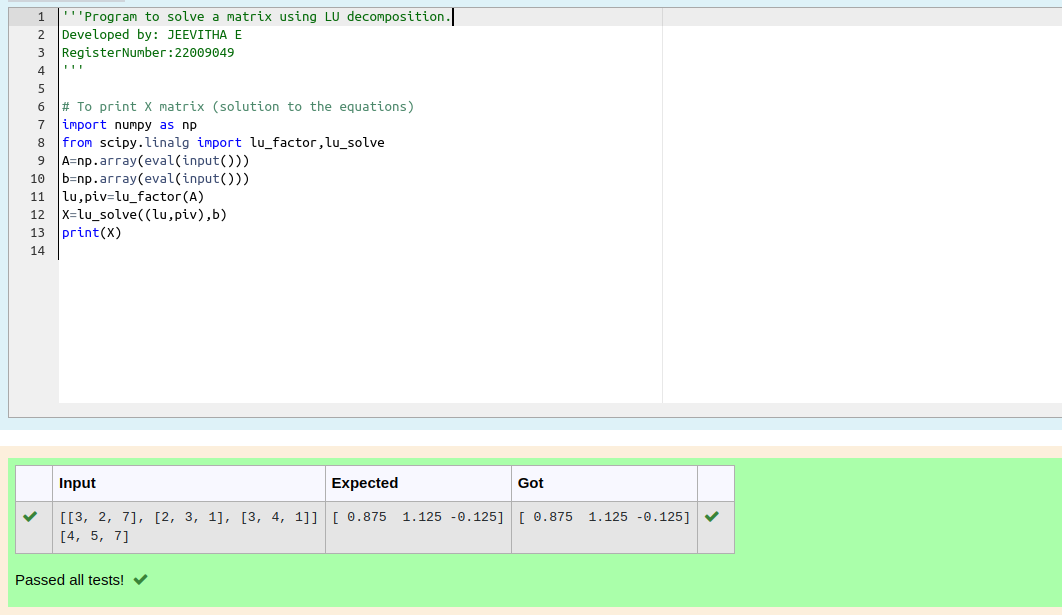 1 '''Program to solve a matrix using LU decomposition.
2 Developed by: JEEVITHA E
3 RegisterNumber:22009049
4 '''
5
6 # To print X matrix (solution to the equations)
7 import numpy as np
8 from scipy.linalg import lu_factor,lu_solve
9 A=np.array(eval(input()))
10 b=np.array(eval(input()))
11 lu,piv=lu_factor(A)
12 X=lu_solve((lu,piv),b)
13 print(X)
14
Input Expected Got
[[3, 2, 7], [2, 3, 1], [3, 4, 1]] [ 0.875  1.125 -0.125] [ 0.875  1.125 -0.125]
[4, 5, 7]
Passed all tests!